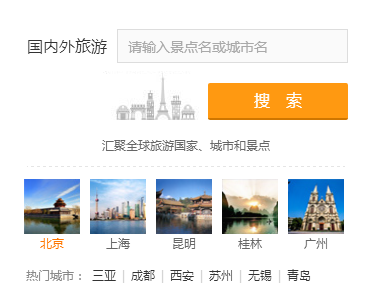 国内外旅游 请输入景点名或城市名
搜 索
汇聚全球旅游国家、城市和景点
北京 上海 昆明 桂林 广州
热门城市： 三亚 | 成都 | 西安 | 苏州 | 无锡 | 青岛